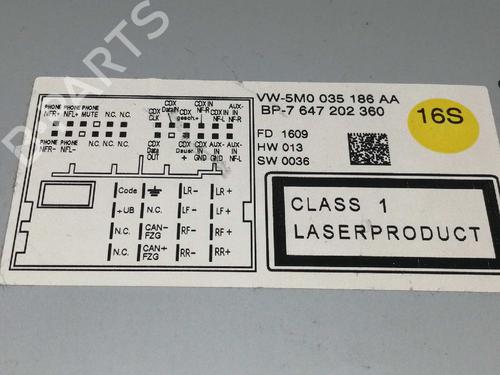 B PARTS
VW-5M0 035 186 AA
BP-7 647 202 360
FD 1609
HW 013
SW 0036
16S
CLASS 1
LASERPRODUCT
PHONE PHONE PHONE
NFR+ NFL+ MUTE N.C. N.C.
CDX CLK
CDX DataIN
CDX gesch.+
CDX IN NF-R
CDX IN NF-L
AUX-IN NF-R
PHONE PHONE
NFR- NFL- N.C. N.C. N.C.
CDX Data OUT
CDX Dauer +
CDX IN GND
AUX-IN GND
AUX-IN NF-L
Code LR- LR+
+UB N.C. LF- LF+
N.C. CAN- FZG RF- RF+
N.C. CAN+ FZG RR- RR+